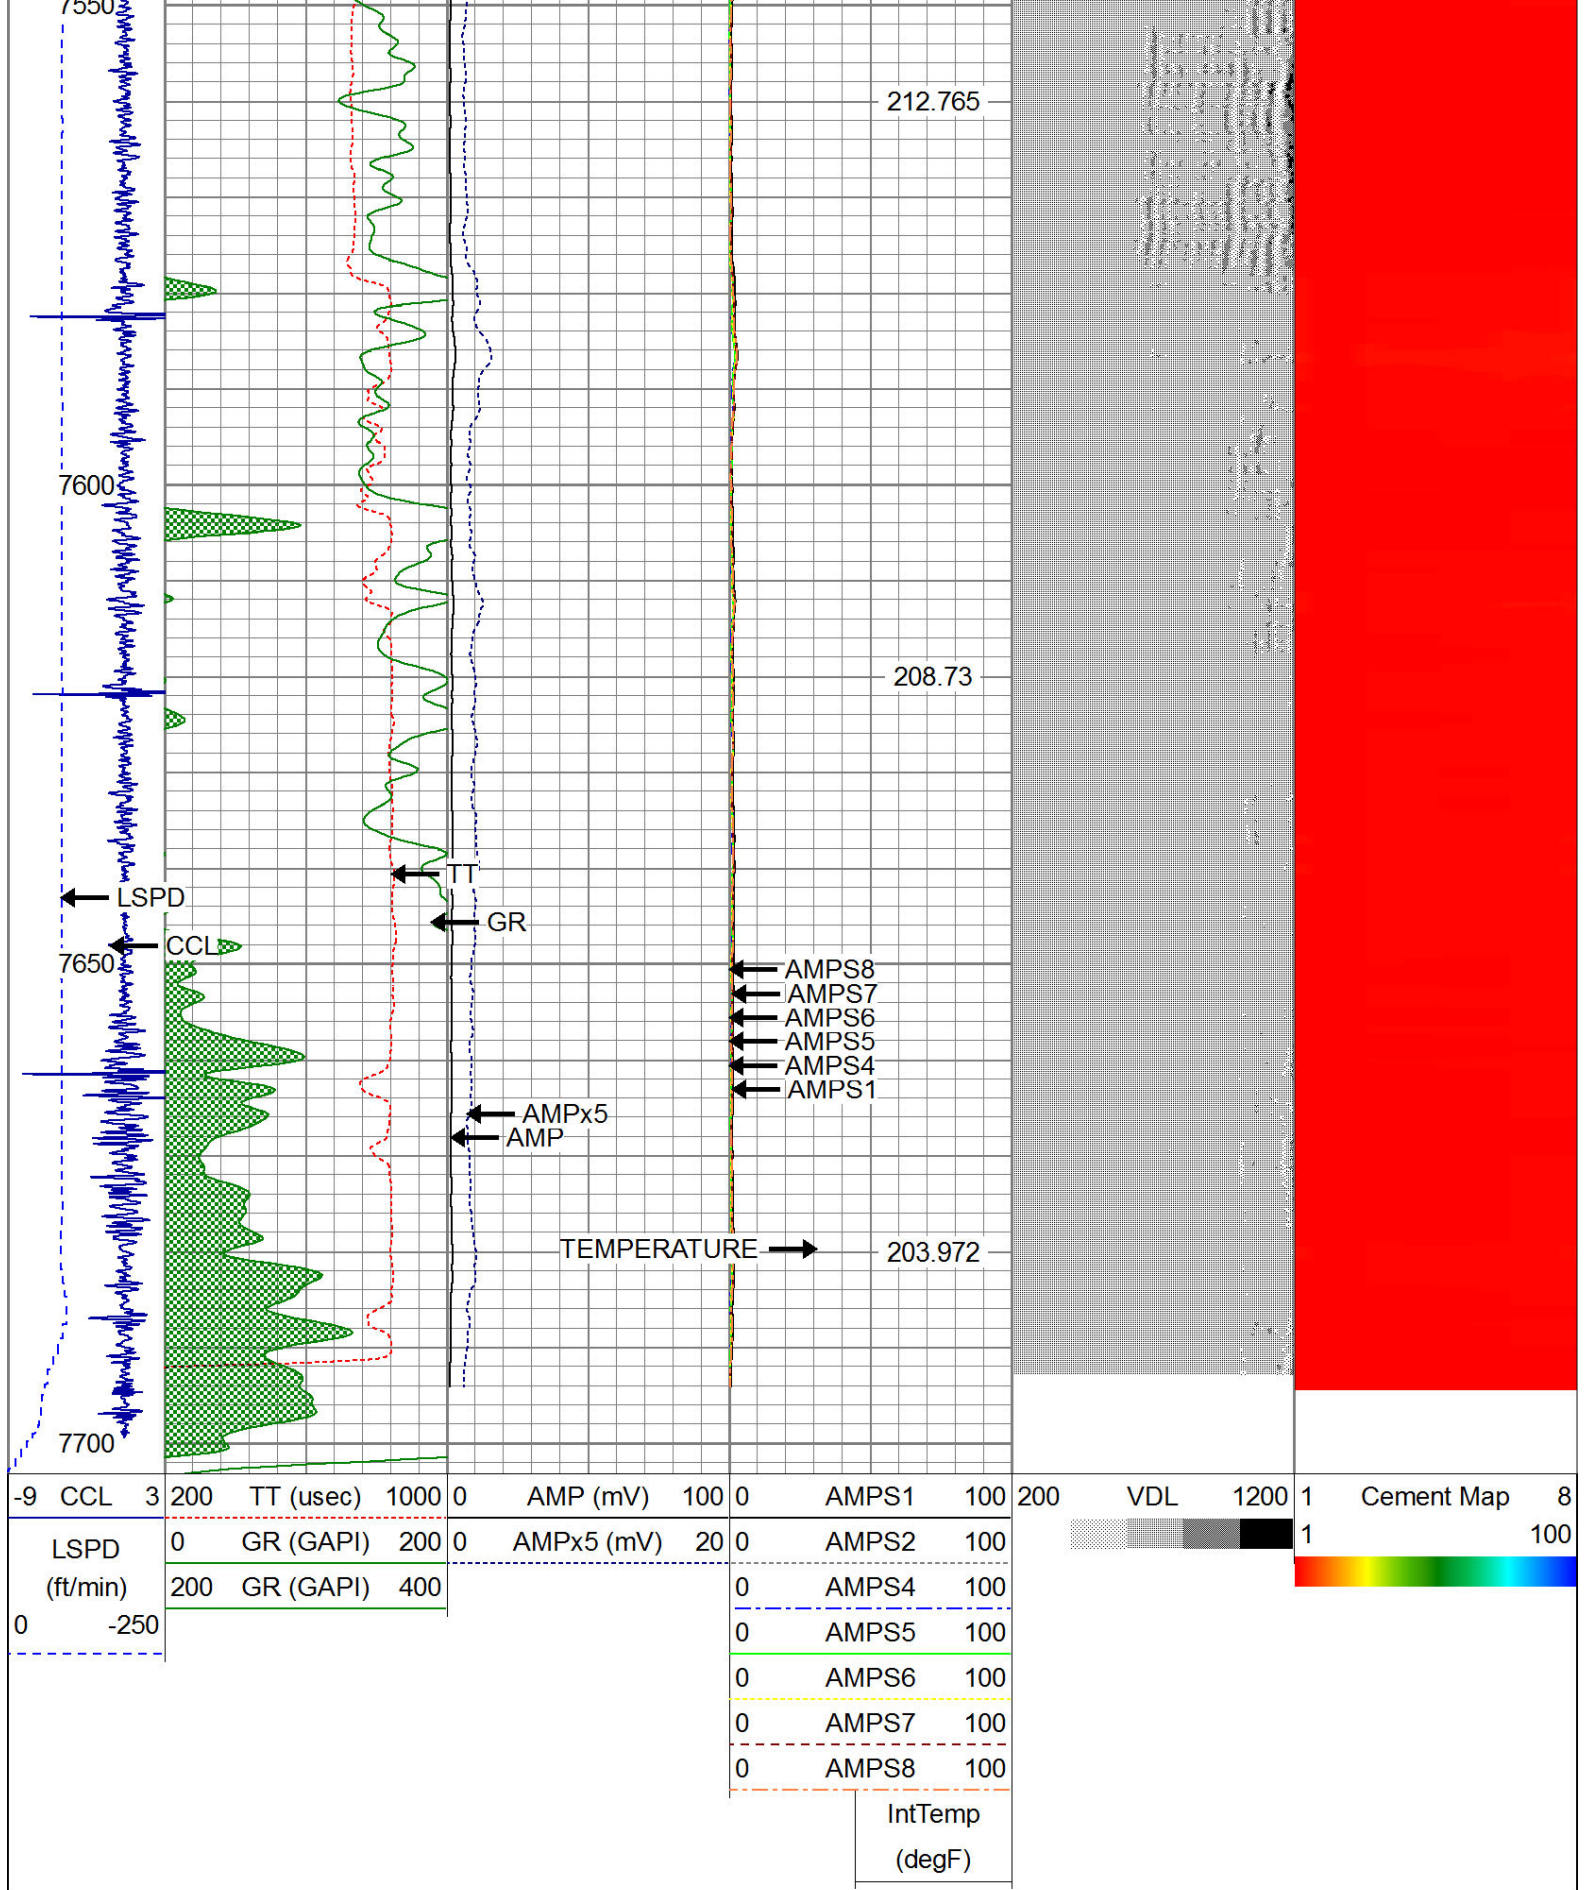 7550
212.765
7600
208.73
TT
LSPD
GR
CCL
7650
AMPS8
AMPS7
AMPS6
AMPS5
AMPS4
AMPS1
AMPx5
AMP
TEMPERATURE
203.972
7700
-9 CCL 3
LSPD
(ft/min)
0 -250
200 TT (usec) 1000
0 GR (GAPI) 200
200 GR (GAPI) 400
0 AMP (mV) 100
0 AMPx5 (mV) 20
0 AMPS1 100
0 AMPS2 100
0 AMPS4 100
0 AMPS5 100
0 AMPS6 100
0 AMPS7 100
0 AMPS8 100
IntTemp
(degF)
200 VDL 1200
1 Cement Map 8
1 100